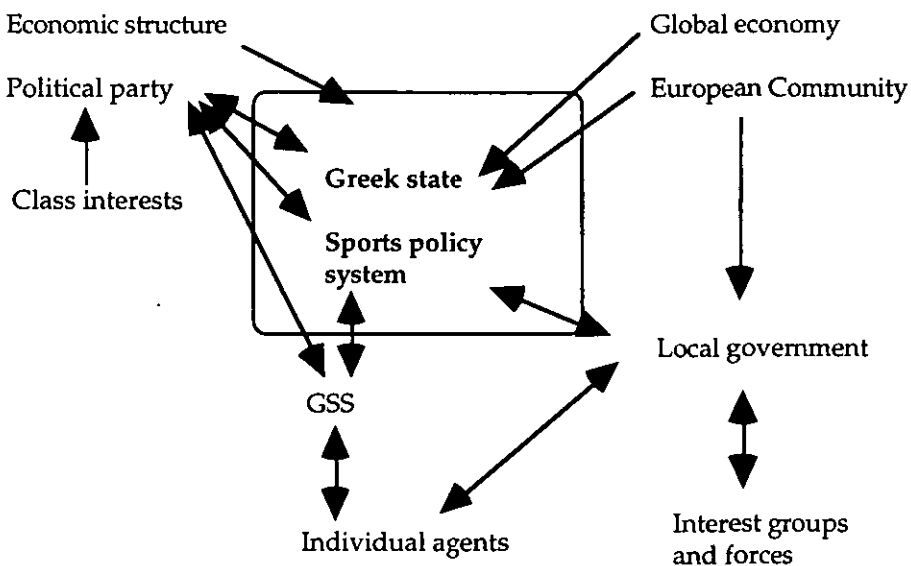 Economic structure
Global economy
Political party
European Community
Greek state
Class interests
Sports policy
system
Local government
GSS
Individual agents
Interest groups
and forces